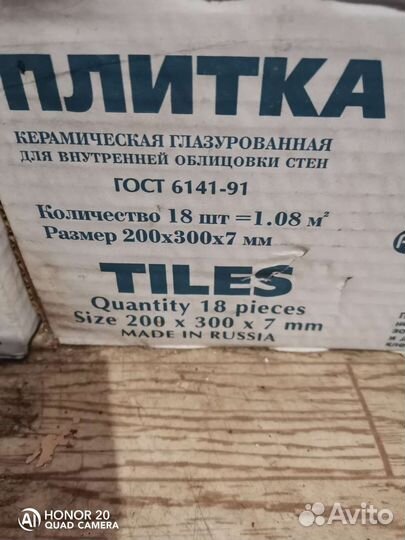 ПЛИТКА
КЕРАМИЧЕСКАЯ ГЛАЗУРОВАННАЯ
ДЛЯ ВНУТРЕННЕЙ ОБЛИЦОВКИ СТЕН
ГОСТ 6141-91
Количество 18 шт =1.08 м²
Размер 200х300х7 мм
TILES
Quantity 18 pieces
Size 200 x 300 x 7 mm
MADE IN RUSSIA
HONOR 20
QUAD CAMERA
Avito